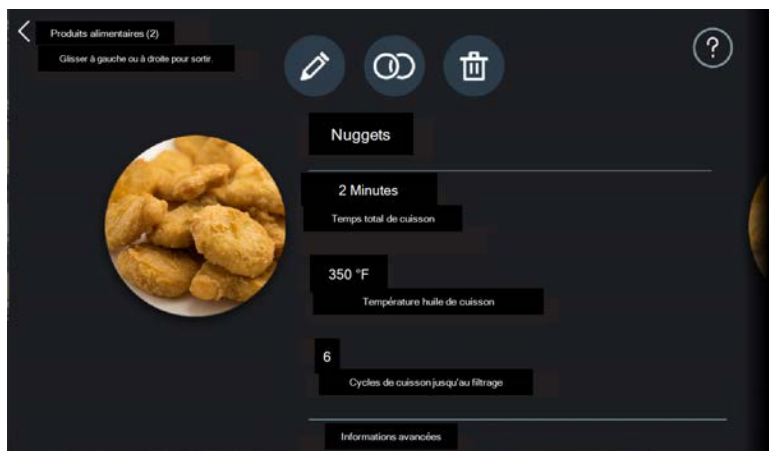 Produits alimentaires (2)
Glisser à gauche ou à droite pour sortir.
?
Nuggets
2 Minutes
Temps total de cuisson
350 °F
Température huile de cuisson
6
Cycles de cuisson jusqu'au filtrage
Informations avancées